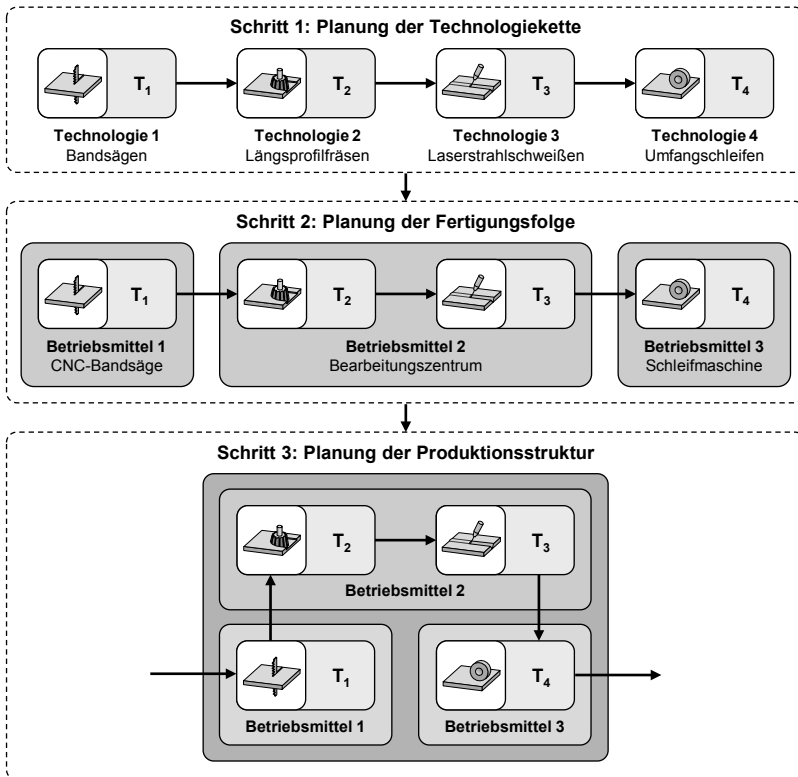 Schritt 1: Planung der Technologiekette
T1
T2
T3
T4
Technologie 1
Bandsägen
Technologie 2
Längsprofilfräsen
Technologie 3
Laserstrahlschweißen
Technologie 4
Umfangschleifen
Schritt 2: Planung der Fertigungsfolge
T1
T2
T3
T4
Betriebsmittel 1
CNC-Bandsäge
Betriebsmittel 2
Bearbeitungszentrum
Betriebsmittel 3
Schleifmaschine
Schritt 3: Planung der Produktionsstruktur
T2
T3
Betriebsmittel 2
T1
T4
Betriebsmittel 1
Betriebsmittel 3